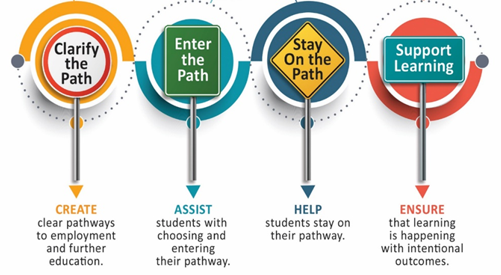 Clarify
the
Path
Enter
the
Path
Stay
On the
Path
Support
Learning
CREATE
clear pathways
to employment
and further
education.
ASSIST
students with
choosing and
entering
their pathway.
HELP
students stay on
their pathway.
ENSURE
that learning
is happening
with intentional
outcomes.